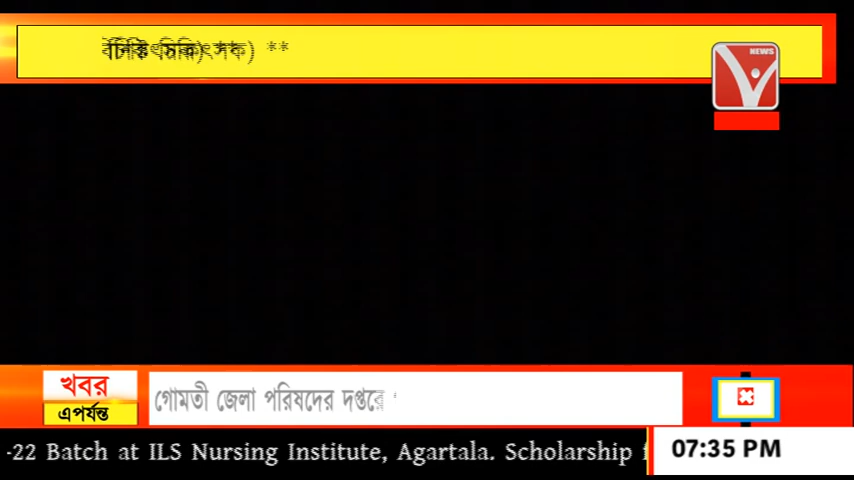 NEWS
খবর
এপর্যন্ত
গোমতী জেলা পরিষদের দপ্তরে
-22 Batch at ILS Nursing Institute, Agartala. Scholarship
07:35 PM